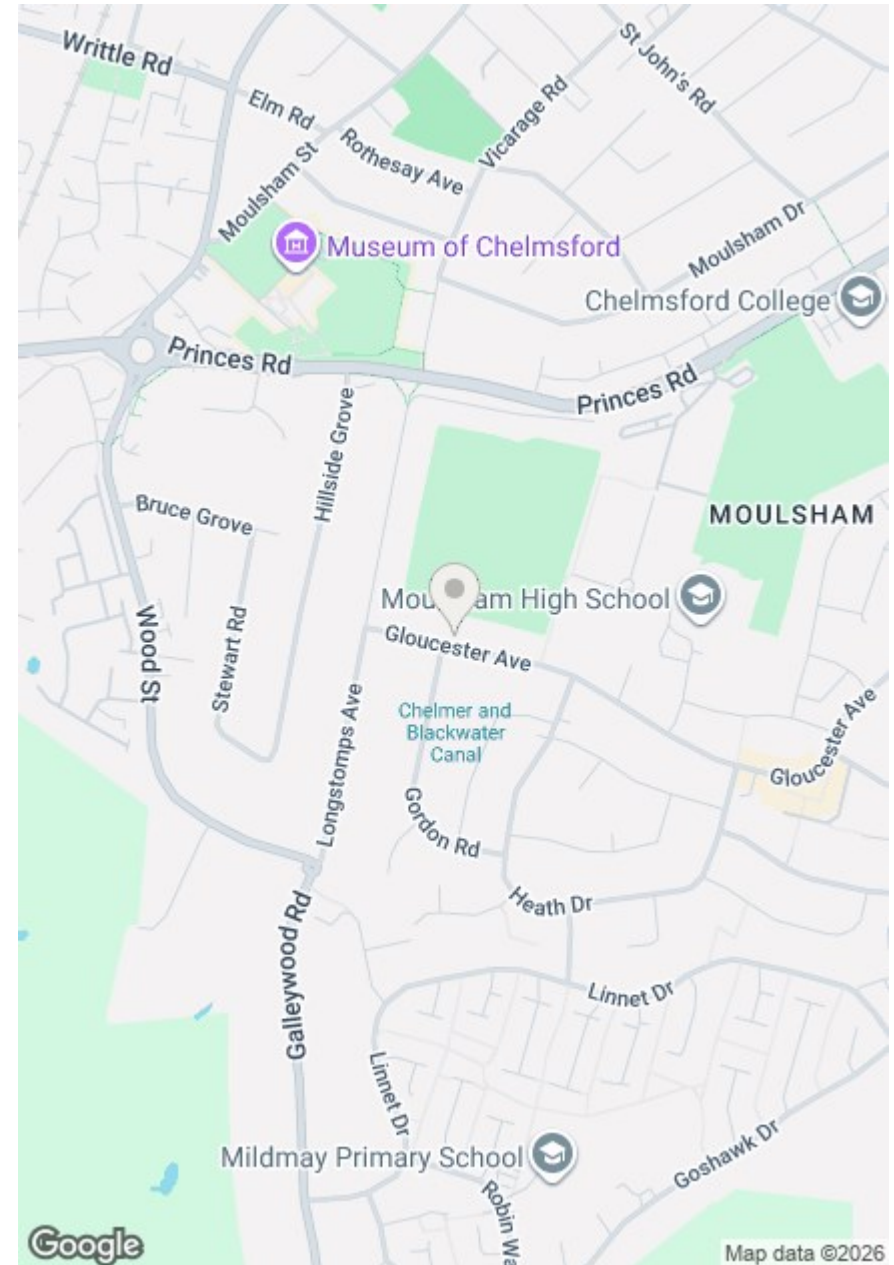 Writtle Rd
Elm Rd
Rothesay Ave
Moulsham St
Vicarage Rd
St John's Rd
Moulsham Dr
Museum of Chelmsford
Chelmsford College
Princes Rd
Princes Rd
Hillside Grove
Bruce Grove
MOULSHAM
Stewart Rd
Wood St
High School
Gloucester Ave
Longstomps Ave
Chelmer and
Blackwater
Canal
Gloucester Ave
Gordon Rd
Heath Dr
Galleywood Rd
Linnet Dr
Linnet Dr
Mildmay Primary School
Goshawk Dr
Robin
Google
Map data ©2026